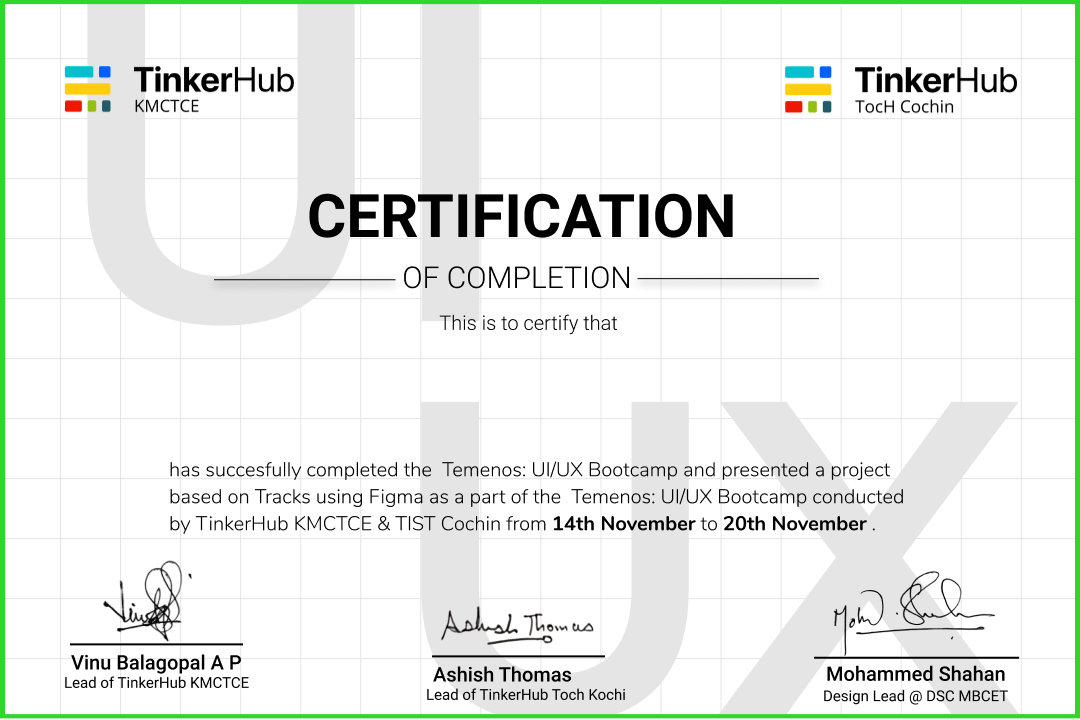 UI
TinkerHub
KMCTCE
TinkerHub
TocH Cochin
CERTIFICATION
OF COMPLETION
This is to certify that
UX
has succesfully completed the Temenos: UI/UX Bootcamp and presented a project
based on Tracks using Figma as a part of the Temenos: UI/UX Bootcamp conducted
by TinkerHub KMCTCE & TIST Cochin from 14th November to 20th November .
Ashish Thomas
Vinu Balagopal A P
Lead of TinkerHub KMCTCE
Ashish Thomas
Lead of TinkerHub Toch Kochi
Mohammed Shahan
Design Lead @ DSC MBCET